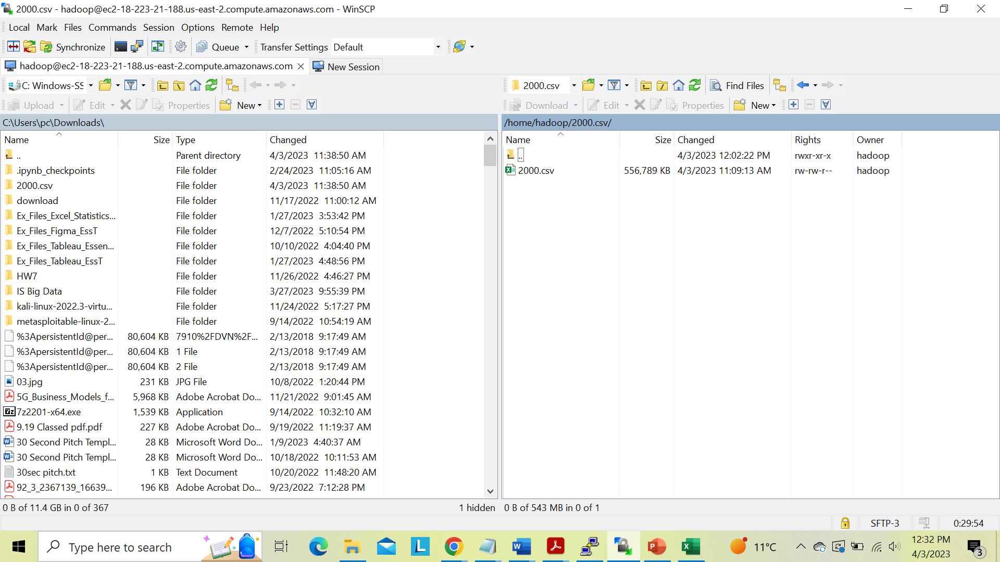 2000.csv - hadoop@ec2-18-223-21-188.us-east-2.compute.amazonaws.com - WinSCP
Local Mark Files Commands Session Options Remote Help
Synchronize Queue Transfer Settings Default
hadoop@ec2-18-223-21-188.us-east-2.compute.amazonaws.com New Session
C: Windows-SS
Upload Edit Properties New
C:\Users\pc\Downloads\
Name Size Type Changed
.. Parent directory 4/3/2023 11:38:50 AM
.ipynb_checkpoints File folder 2/24/2023 11:05:16 AM
2000.csv File folder 4/3/2023 11:38:50 AM
download File folder 11/17/2022 11:00:12 AM
Ex_Files_Excel_Statistics... File folder 1/27/2023 3:53:42 PM
Ex_Files_Figma_EssT File folder 12/7/2022 5:10:54 PM
Ex_Files_Tableau_Essen... File folder 10/10/2022 4:04:40 PM
Ex_Files_Tableau_EssT File folder 1/27/2023 4:48:56 PM
HW7 File folder 11/26/2022 4:46:27 PM
IS Big Data File folder 3/27/2023 9:55:39 PM
kali-linux-2022.3-virtu... File folder 11/24/2022 5:17:27 PM
metasploitable-linux-2... File folder 9/14/2022 10:54:19 AM
%3ApersistentId@per... 80,604 KB 7910%2FDVN%2F... 2/13/2018 9:17:49 AM
%3ApersistentId@per... 80,604 KB 1 File 2/13/2018 9:17:49 AM
%3ApersistentId@per... 80,604 KB 2 File 2/13/2018 9:17:49 AM
03.jpg 231 KB JPG File 10/8/2022 1:20:44 PM
5G_Business_Models_f... 5,968 KB Adobe Acrobat Do... 11/21/2022 9:01:45 AM
7z2201-x64.exe 1,539 KB Application 9/14/2022 10:32:10 AM
9.19 Classed pdf.pdf 227 KB Adobe Acrobat Do... 9/19/2022 11:19:37 AM
30 Second Pitch Templ... 28 KB Microsoft Word Do... 1/9/2023 4:40:37 AM
30 Second Pitch Templ... 28 KB Microsoft Word Do... 10/18/2022 10:11:53 AM
30sec pitch.txt 1 KB Text Document 10/20/2022 11:48:20 AM
92_3_2367139_16639... 196 KB Adobe Acrobat Do... 9/23/2022 7:12:28 PM
0 B of 11.4 GB in 0 of 367 1 hidden
2000.csv Find Files
Download Edit Properties New
/home/hadoop/2000.csv/
Name Size Changed Rights Owner
.. 4/3/2023 12:02:22 PM rwxr-xr-x hadoop
2000.csv 556,789 KB 4/3/2023 11:09:13 AM rw-rw-r-- hadoop
0 B of 543 MB in 0 of 1
SFTP-3 0:29:54
Type here to search
11°C
12:32 PM
4/3/2023
3